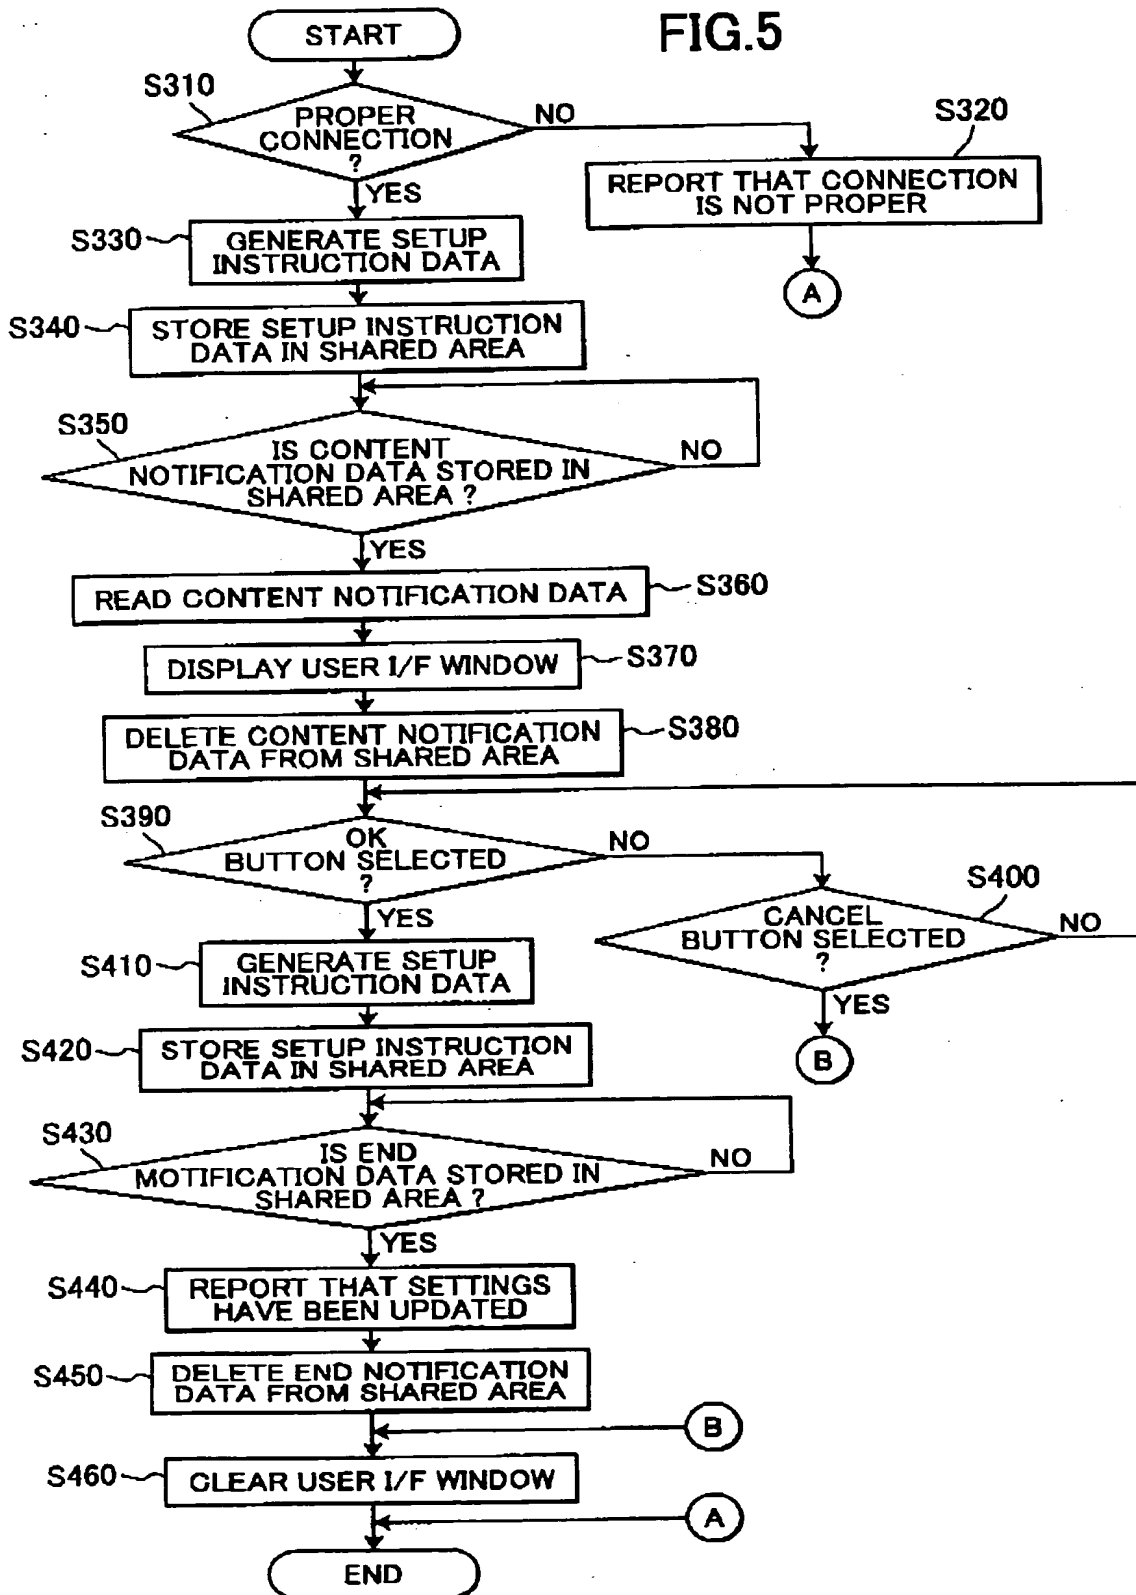 FIG.5
START
S310
PROPER
CONNECTION
?
NO
YES
S320
REPORT THAT CONNECTION
IS NOT PROPER
A
S330
GENERATE SETUP
INSTRUCTION DATA
S340
STORE SETUP INSTRUCTION
DATA IN SHARED AREA
S350
IS CONTENT
NOTIFICATION DATA STORED IN
SHARED AREA ?
NO
YES
READ CONTENT NOTIFICATION DATA
S360
DISPLAY USER I/F WINDOW
S370
DELETE CONTENT NOTIFICATION
DATA FROM SHARED AREA
S380
S390
OK
BUTTON SELECTED
?
NO
YES
S400
CANCEL
BUTTON SELECTED
?
NO
YES
B
S410
GENERATE SETUP
INSTRUCTION DATA
S420
STORE SETUP INSTRUCTION
DATA IN SHARED AREA
S430
IS END
MOTIFICATION DATA STORED IN
SHARED AREA ?
NO
YES
S440
REPORT THAT SETTINGS
HAVE BEEN UPDATED
S450
DELETE END NOTIFICATION
DATA FROM SHARED AREA
B
S460
CLEAR USER I/F WINDOW
A
END